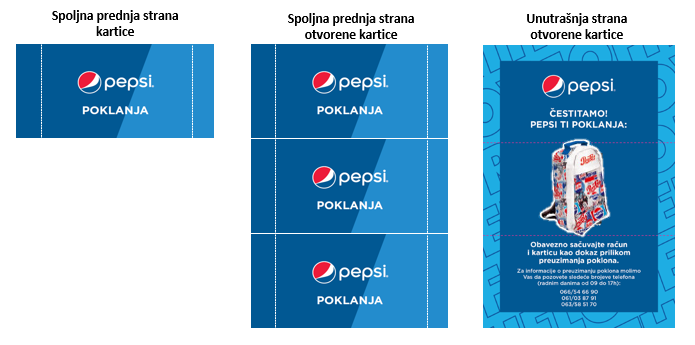 Spoljna prednja strana
kartice
pepsi.
POKLANJA
Spoljna prednja strana
otvorene kartice
pepsi.
POKLANJA
pepsi.
POKLANJA
pepsi.
POKLANJA
Unutrašnja strana
otvorene kartice
pepsi.
ČESTITAMO!
PEPSI TI POKLANJA:
Obavezno sačuvajte račun
i karticu kao dokaz prilikom
preuzimanja poklona.
Za informacije o preuzimanju poklona molimo
Vas da pozovete sledeće brojeve telefona
(radnim danima od 09 do 17h):
066/54 66 90
061/03 87 91
063/58 51 70